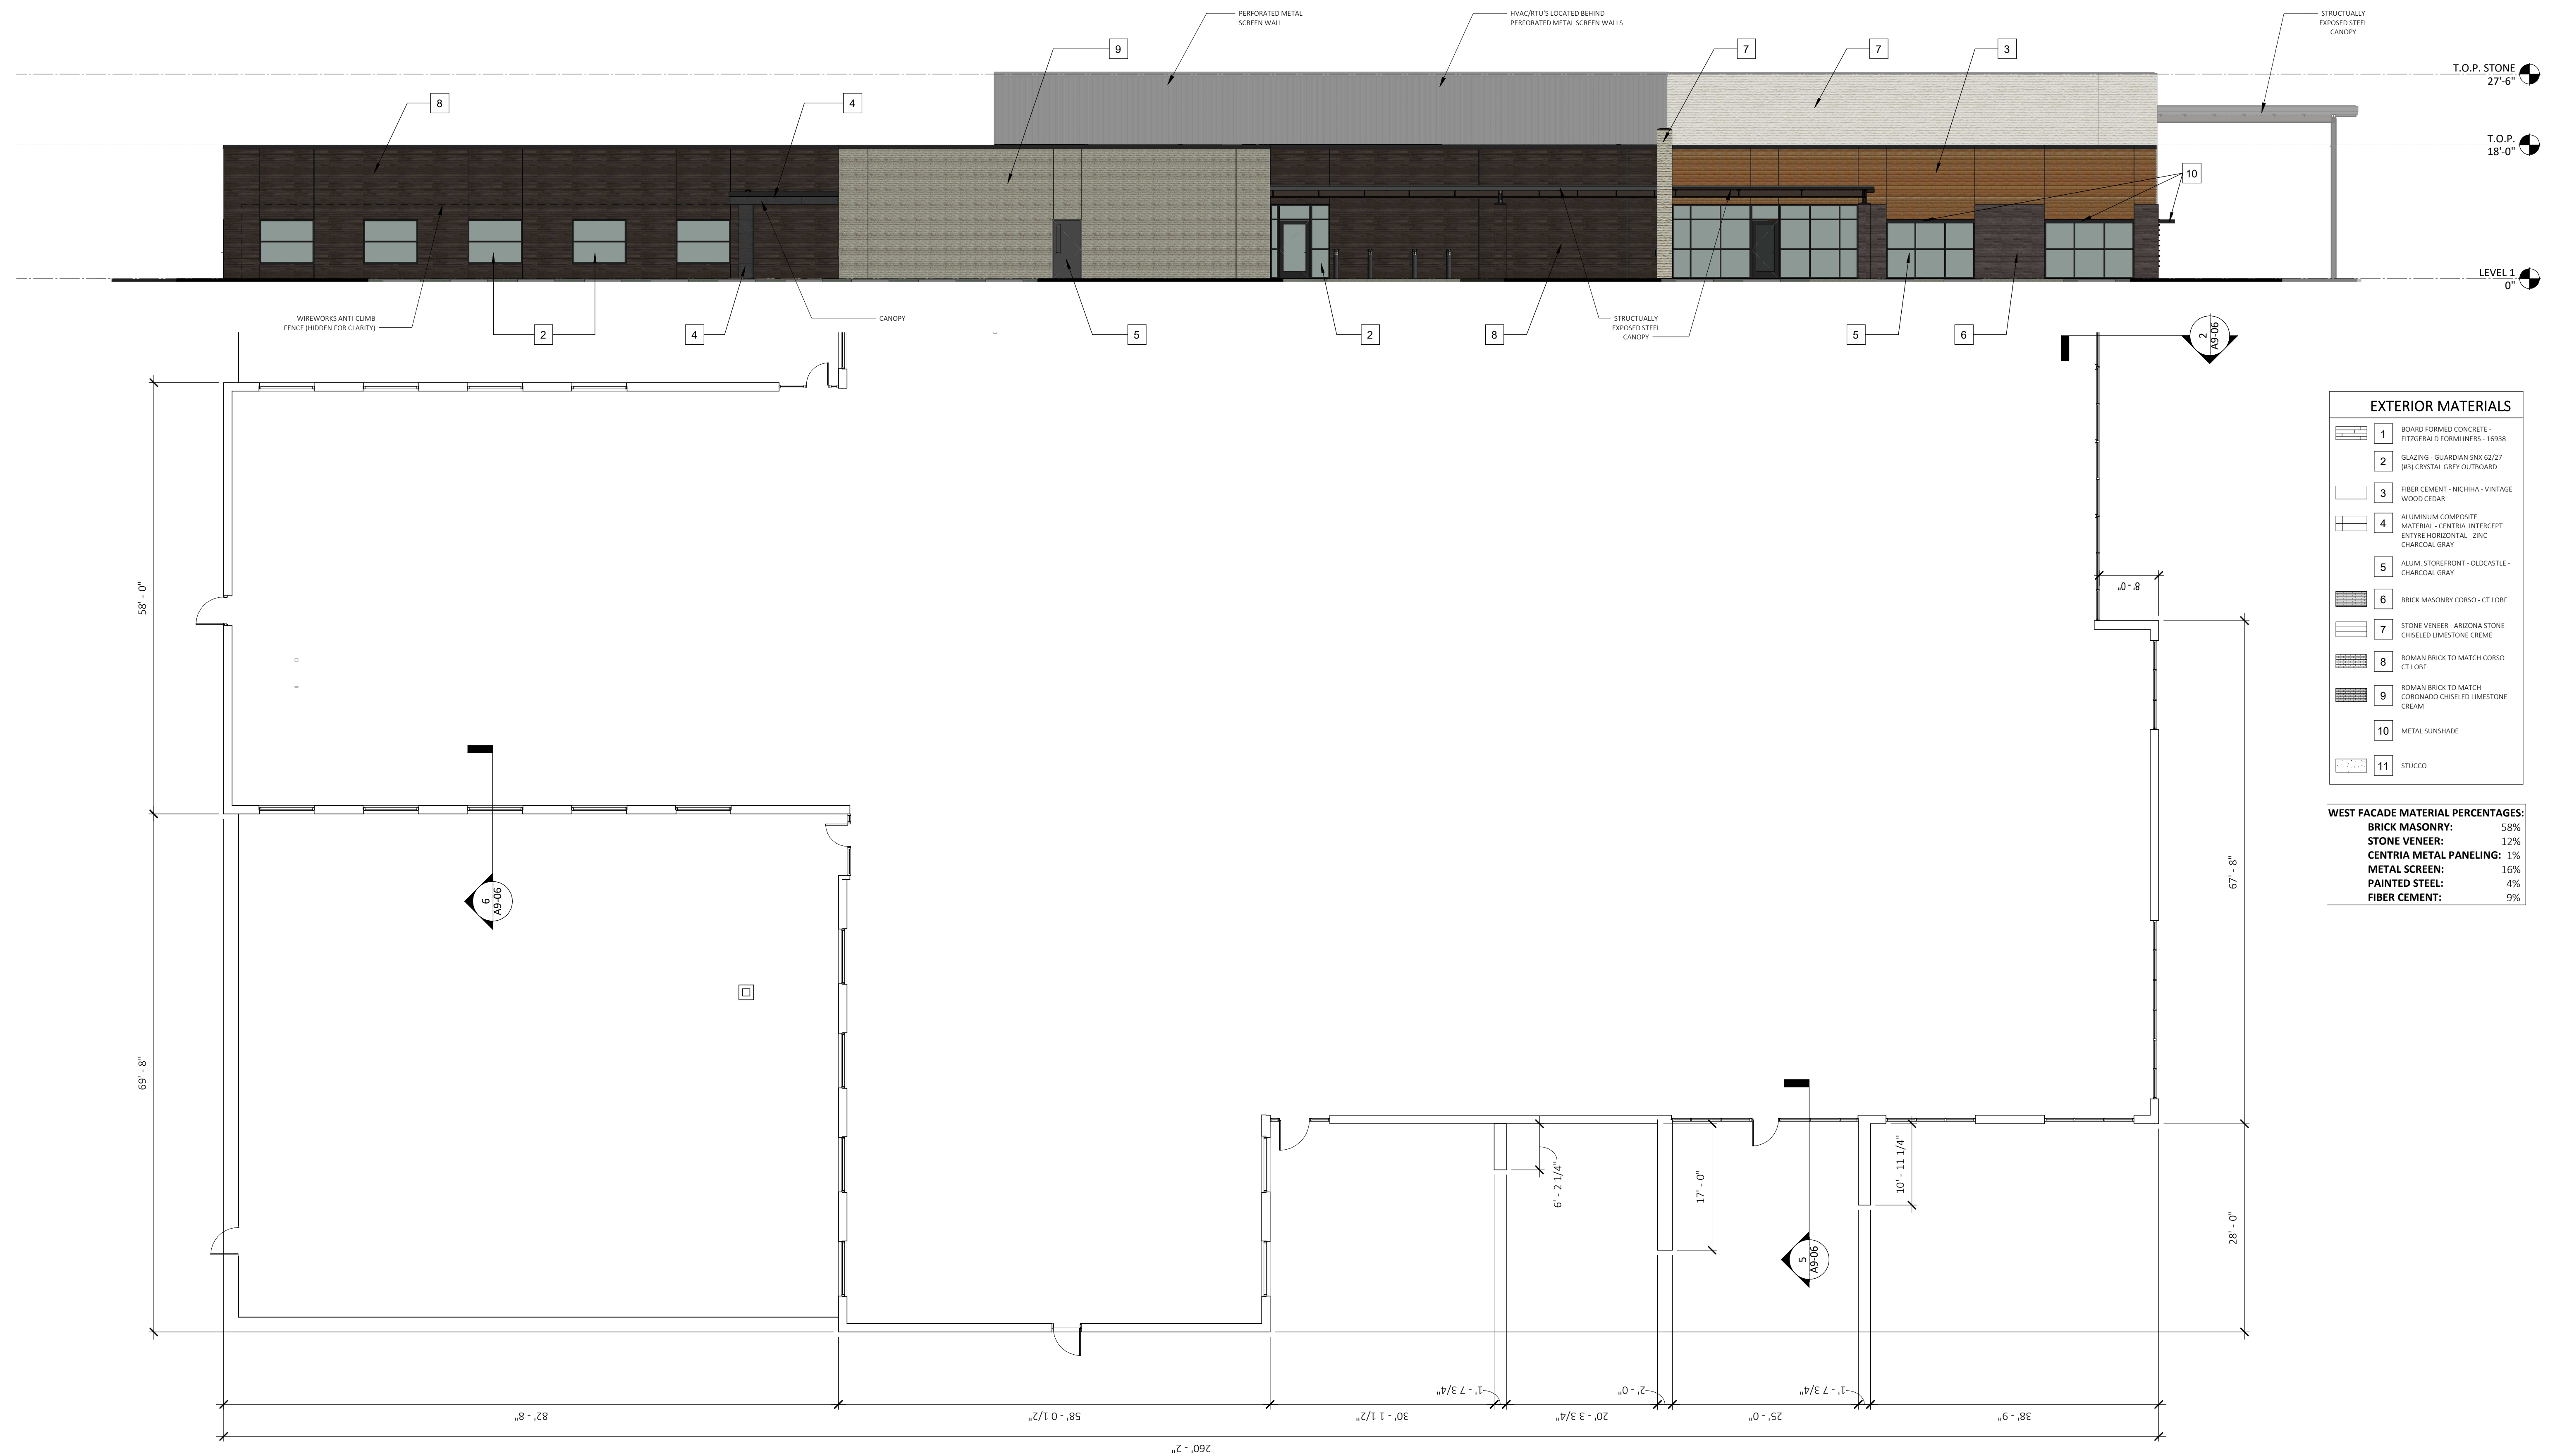 PERFORATED METAL
SCREEN WALL
HVAC/RTU'S LOCATED BEHIND
PERFORATED METAL SCREEN WALLS
STRUCTUALLY
EXPOSED STEEL
CANOPY
9
7
7
3
8
4
10
T.O.P. STONE
27'-6"
T.O.P.
18'-0"
LEVEL 1
0"
WIREWORKS ANTI-CLIMB
FENCE (HIDDEN FOR CLARITY)
2
4
CANOPY
5
2
8
STRUCTUALLY
EXPOSED STEEL
CANOPY
5
6
2
A9-06
EXTERIOR MATERIALS
1 BOARD FORMED CONCRETE -
FITZGERALD FORMLINERS - 16938
2 GLAZING - GUARDIAN SNX 62/27
(#3) CRYSTAL GREY OUTBOARD
3 FIBER CEMENT - NICHIHA - VINTAGE
WOOD CEDAR
4 ALUMINUM COMPOSITE
MATERIAL - CENTRIA INTERCEPT
ENTYRE HORIZONTAL - ZINC
CHARCOAL GRAY
5 ALUM. STOREFRONT - OLDCASTLE -
CHARCOAL GRAY
6 BRICK MASONRY CORSO - CT LOBF
7 STONE VENEER - ARIZONA STONE -
CHISELED LIMESTONE CREME
8 ROMAN BRICK TO MATCH CORSO
CT LOBF
9 ROMAN BRICK TO MATCH
CORONADO CHISELED LIMESTONE
CREAM
10 METAL SUNSHADE
11 STUCCO
WEST FACADE MATERIAL PERCENTAGES:
BRICK MASONRY: 58%
STONE VENEER: 12%
CENTRIA METAL PANELING: 1%
METAL SCREEN: 16%
PAINTED STEEL: 4%
FIBER CEMENT: 9%
58' - 0"
8' - 0"
67' - 8"
6
A9-06
69' - 8"
6' - 2 1/4"
17' - 0"
10' - 11 1/4"
28' - 0"
5
A9-06
1' - 7 3/4"
2' - 0"
1' - 7 3/4"
82' - 8"
58' - 0 1/2"
30' - 1 1/2"
20' - 3 3/4"
25' - 0"
38' - 9"
260' - 2"